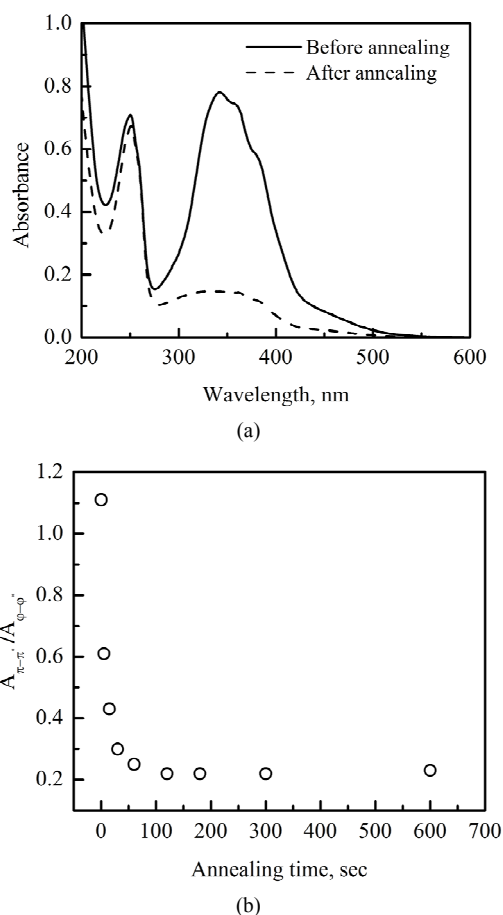 1.0
Before annealing
After annealing
0.8
0.6
0.4
0.2
0.0
Absorbance
200 300 400 500 600
Wavelength, nm
(a)
1.2
1.0
0.8
0.6
0.4
0.2
Aπ–π* /Aφ–φ*
0 100 200 300 400 500 600 700
Annealing time, sec
(b)